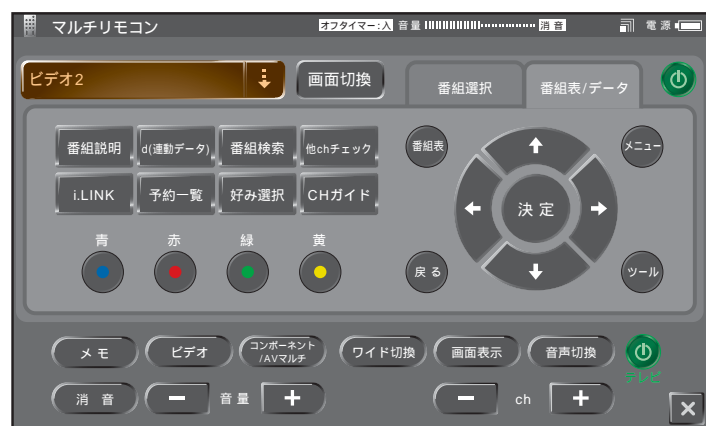 マルチリモコン オフタイマー:入 音量 消音 電源
ビデオ2 画面切換 番組選択 番組表/データ
番組説明 d(連動データ) 番組検索 他chチェック 番組表 メニュー
i.LINK 予約一覧 好み選択 CHガイド 決定
青 赤 緑 黄
戻る ツール
メモ ビデオ コンポーネント/AVマルチ ワイド切換 画面表示 音声切換
テレビ
消音 − 音量 + − ch +